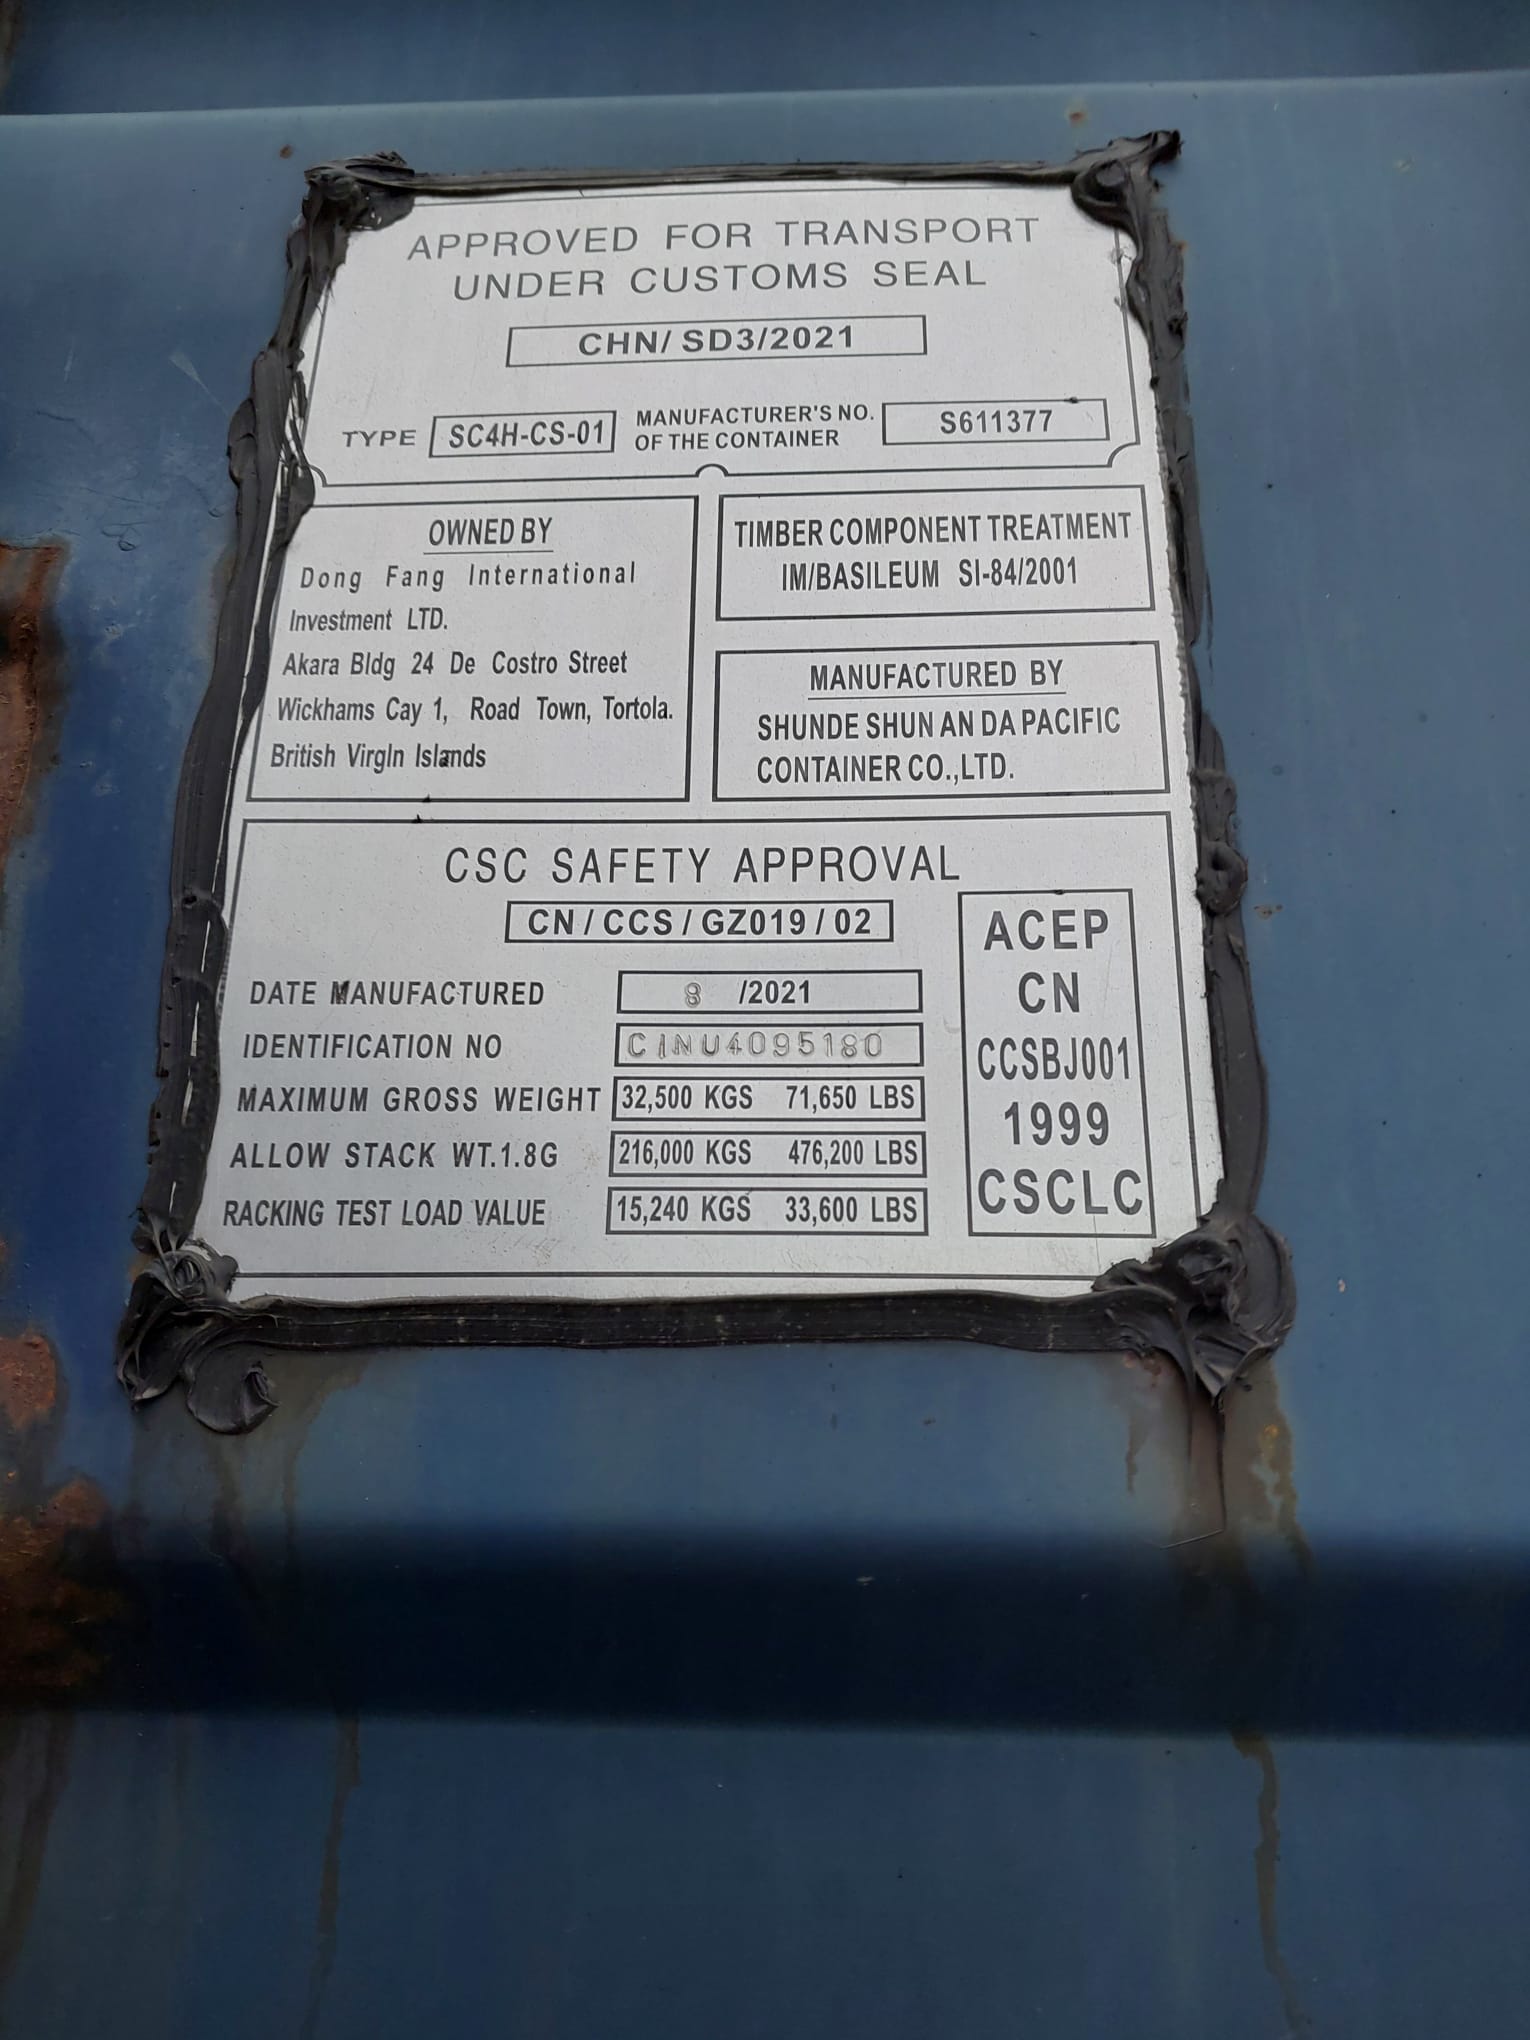 APPROVED FOR TRANSPORT
UNDER CUSTOMS SEAL
CHN/ SD3/2021
TYPE SC4H-CS-01
MANUFACTURER'S NO.
OF THE CONTAINER
S611377
OWNED BY
Dong Fang International
Investment LTD.
Akara Bldg 24 De Costro Street
Wickhams Cay 1, Road Town, Tortola.
British Virgln Islands
TIMBER COMPONENT TREATMENT
IM/BASILEUM SI-84/2001
MANUFACTURED BY
SHUNDE SHUN AN DA PACIFIC
CONTAINER CO.,LTD.
CSC SAFETY APPROVAL
CN / CCS / GZ019 / 02
DATE MANUFACTURED 8 /2021
IDENTIFICATION NO CINU4095180
MAXIMUM GROSS WEIGHT 32,500 KGS 71,650 LBS
ALLOW STACK WT.1.8G 216,000 KGS 476,200 LBS
RACKING TEST LOAD VALUE 15,240 KGS 33,600 LBS
ACEP
CN
CCSBJ001
1999
CSCLC